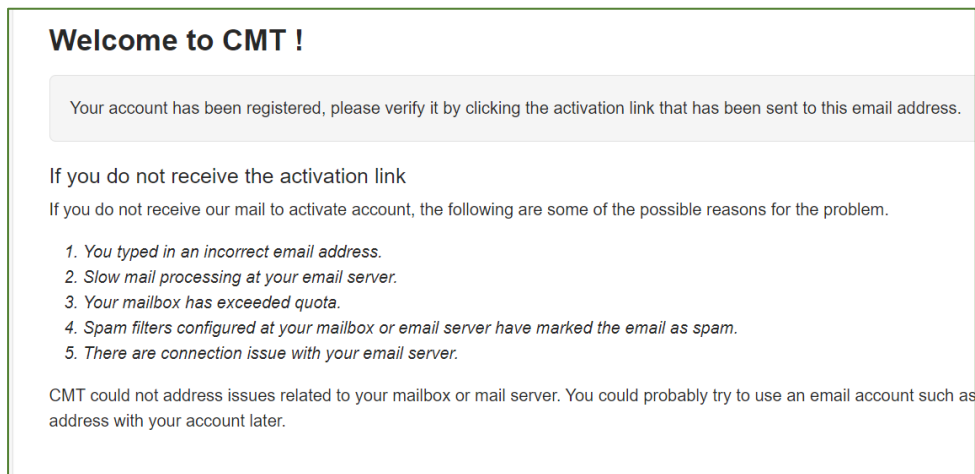 Welcome to CMT !
Your account has been registered, please verify it by clicking the activation link that has been sent to this email address.
If you do not receive the activation link
If you do not receive our mail to activate account, the following are some of the possible reasons for the problem.
1. You typed in an incorrect email address.
2. Slow mail processing at your email server.
3. Your mailbox has exceeded quota.
4. Spam filters configured at your mailbox or email server have marked the email as spam.
5. There are connection issue with your email server.
CMT could not address issues related to your mailbox or mail server. You could probably try to use an email account such as
address with your account later.